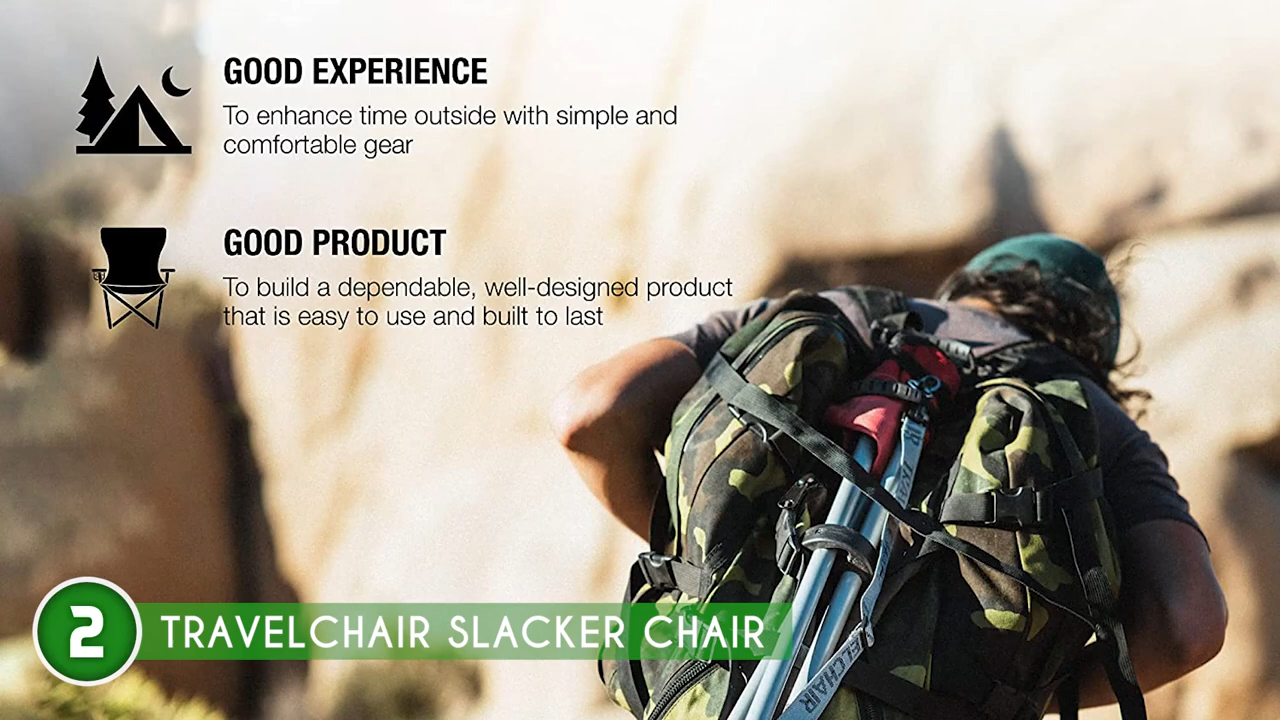 GOOD EXPERIENCE
To enhance time outside with simple and
comfortable gear
GOOD PRODUCT
To build a dependable, well-designed product
that is easy to use and built to last
2 TRAVELCHAIR SLACKER CHAIR